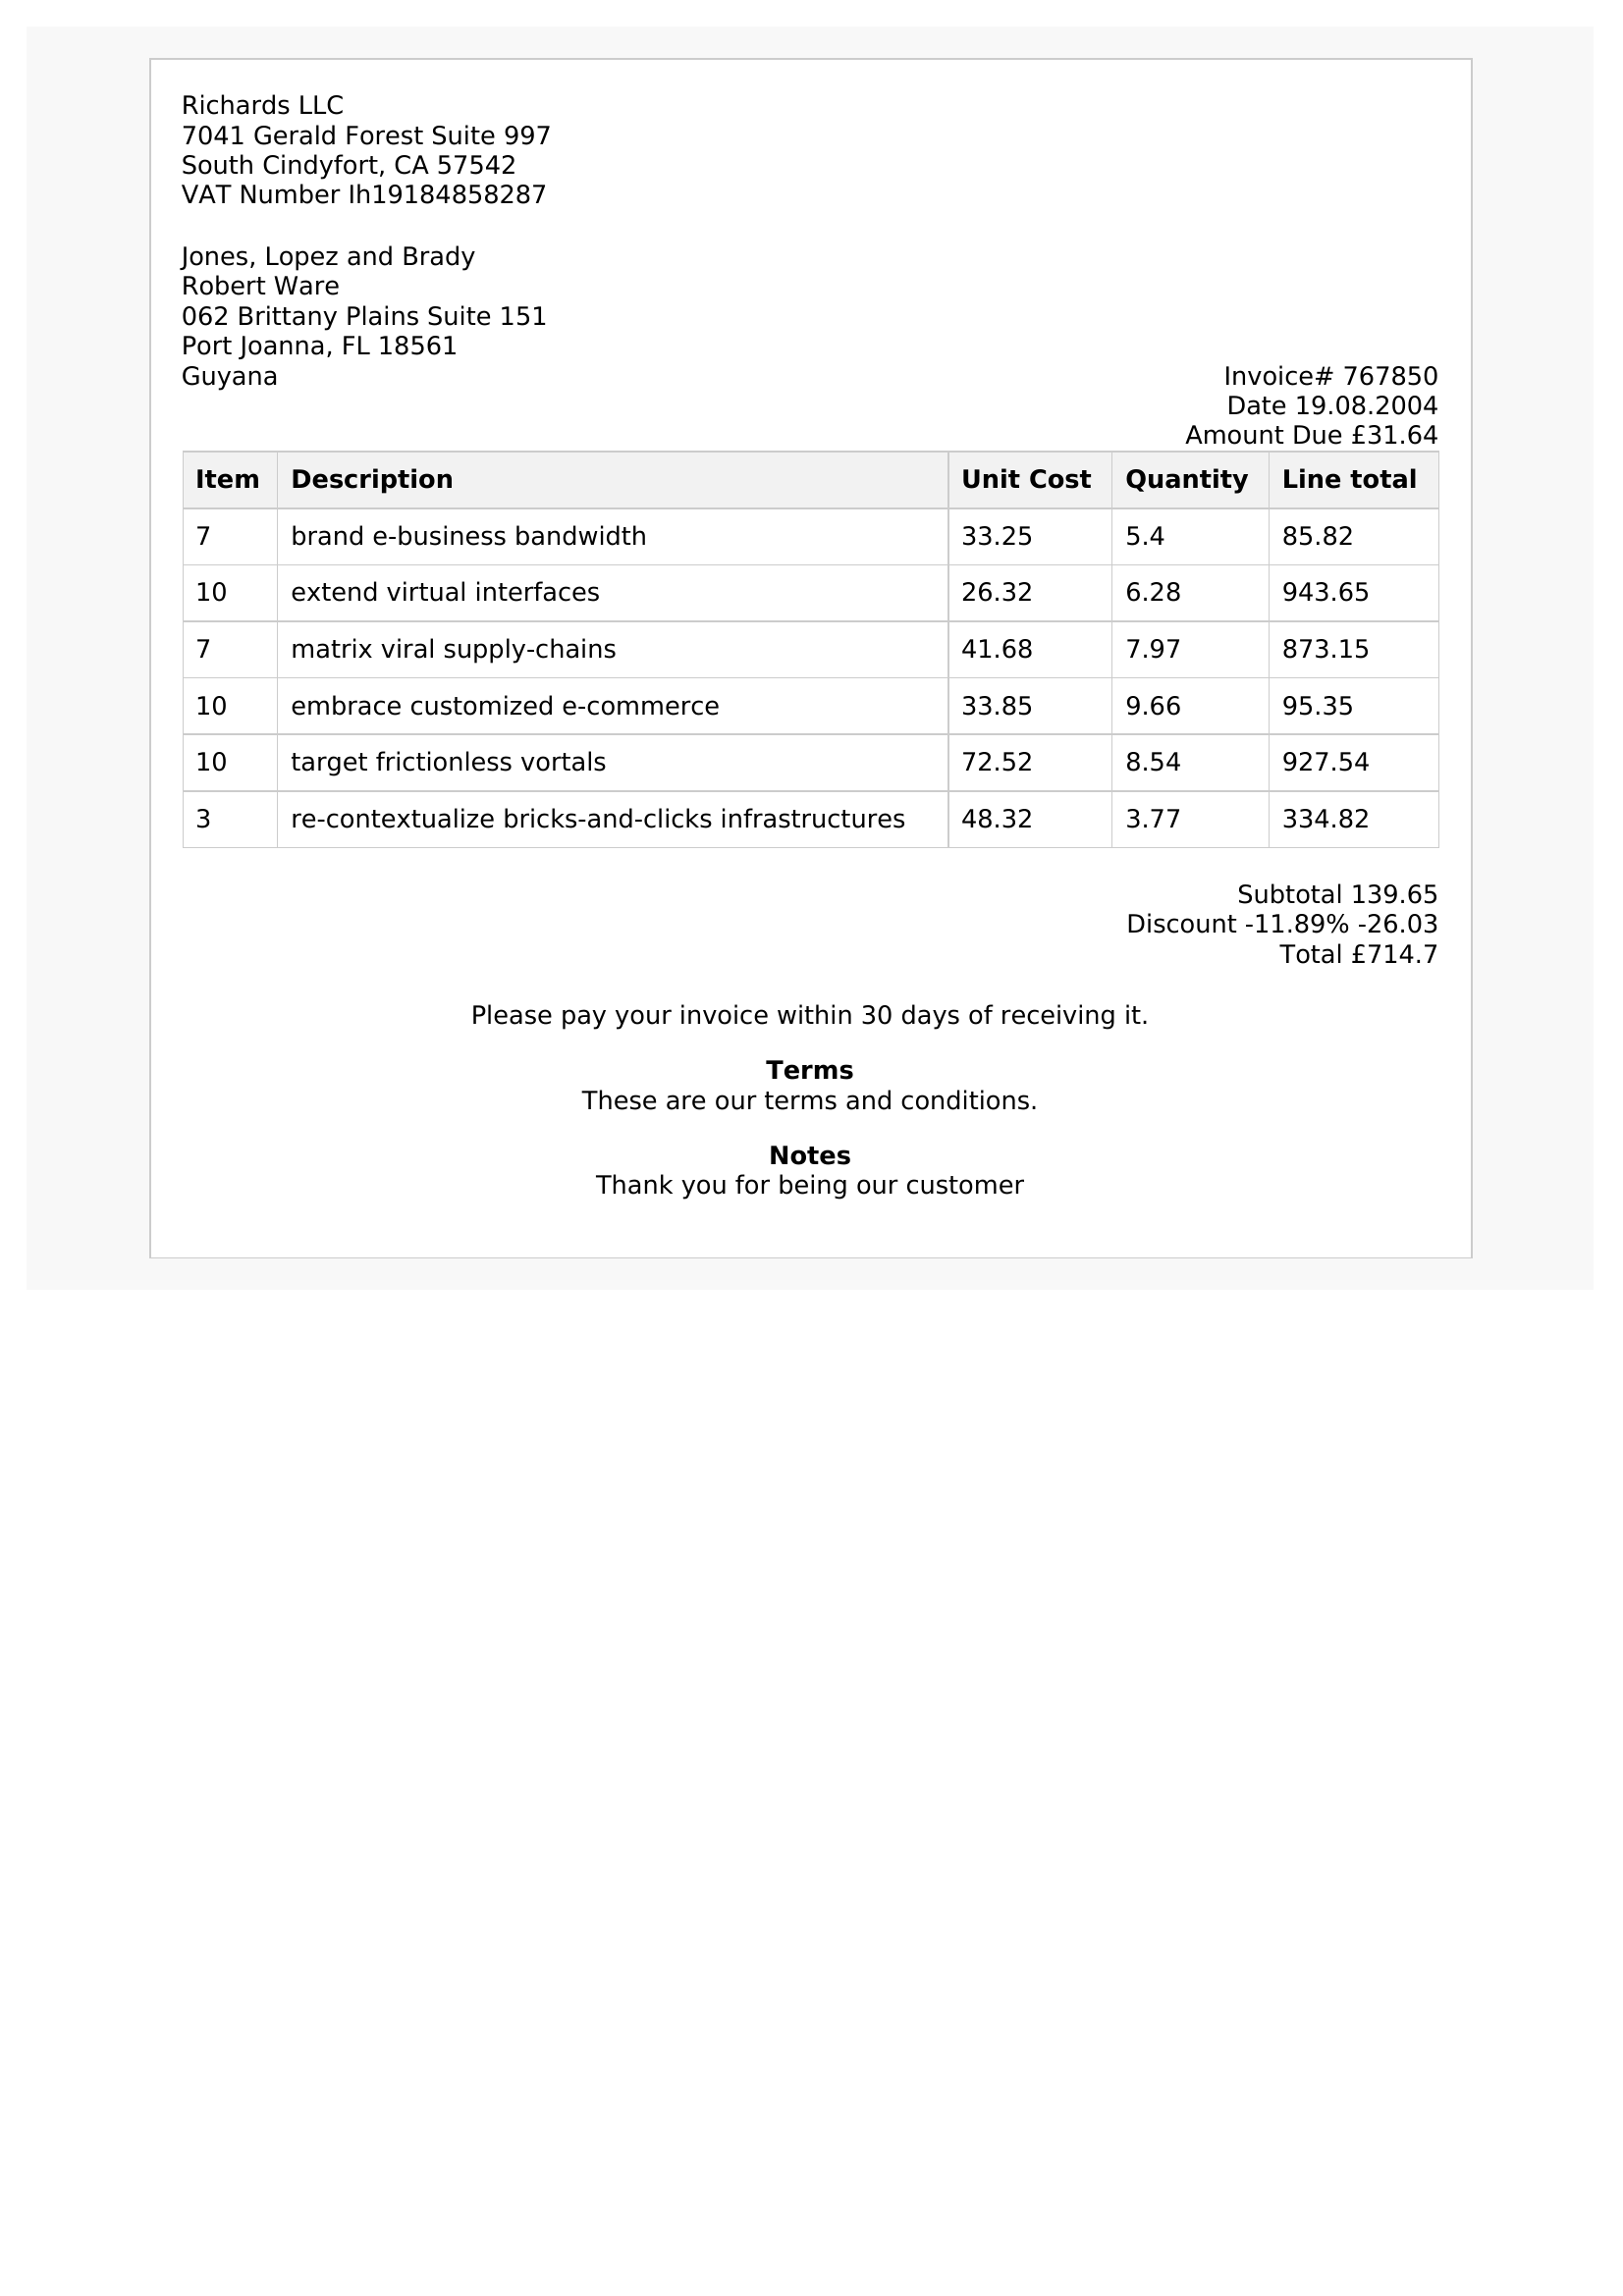 Richards LLC
7041 Gerald Forest Suite 997
South Cindyfort, CA 57542
VAT Number Ih19184858287
Jones, Lopez and Brady
Robert Ware
062 Brittany Plains Suite 151
Port Joanna, FL 18561
Guyana
Invoice# 767850
Date 19.08.2004
Amount Due £31.64
Item Description Unit Cost Quantity Line total
7 brand e-business bandwidth 33.25 5.4 85.82
10 extend virtual interfaces 26.32 6.28 943.65
7 matrix viral supply-chains 41.68 7.97 873.15
10 embrace customized e-commerce 33.85 9.66 95.35
10 target frictionless vortals 72.52 8.54 927.54
3 re-contextualize bricks-and-clicks infrastructures 48.32 3.77 334.82
Subtotal 139.65
Discount -11.89% -26.03
Total £714.7
Please pay your invoice within 30 days of receiving it.
Terms
These are our terms and conditions.
Notes
Thank you for being our customer